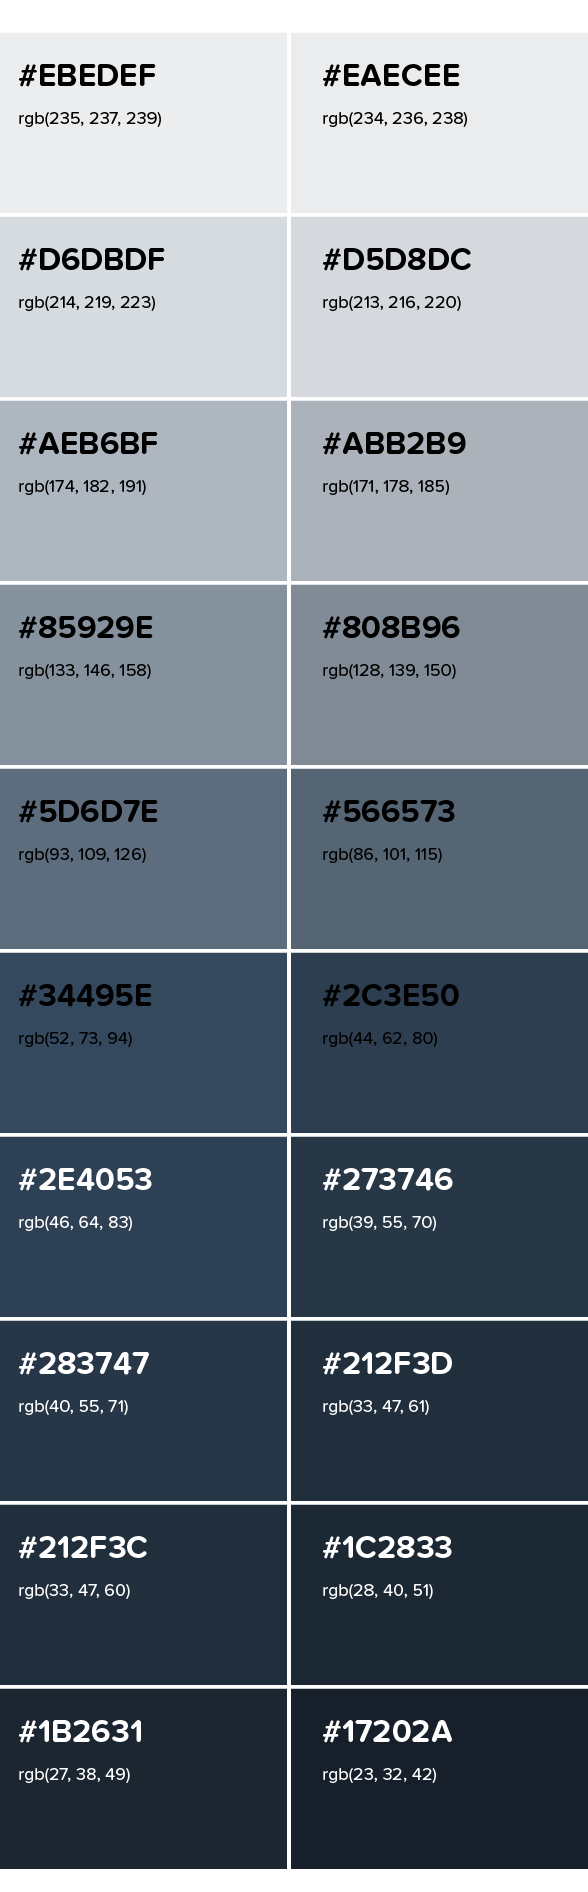 #EBEDEF
rgb(235, 237, 239)
#EAECEE
rgb(234, 236, 238)
#D6DBDF
rgb(214, 219, 223)
#D5D8DC
rgb(213, 216, 220)
#AEB6BF
rgb(174, 182, 191)
#ABB2B9
rgb(171, 178, 185)
#85929E
rgb(133, 146, 158)
#808B96
rgb(128, 139, 150)
#5D6D7E
rgb(93, 109, 126)
#566573
rgb(86, 101, 115)
#34495E
rgb(52, 73, 94)
#2C3E50
rgb(44, 62, 80)
#2E4053
rgb(46, 64, 83)
#273746
rgb(39, 55, 70)
#283747
rgb(40, 55, 71)
#212F3D
rgb(33, 47, 61)
#212F3C
rgb(33, 47, 60)
#1C2833
rgb(28, 40, 51)
#1B2631
rgb(27, 38, 49)
#17202A
rgb(23, 32, 42)